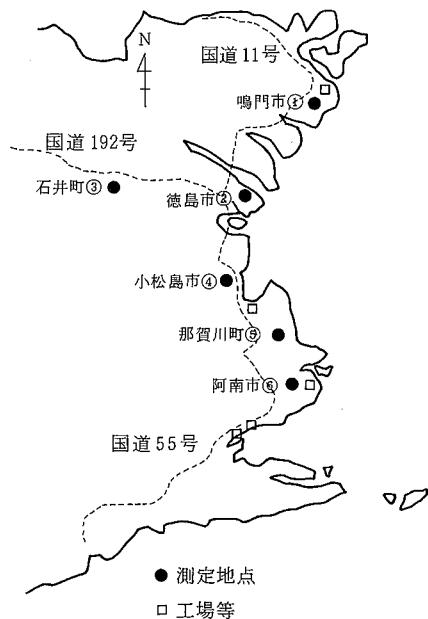 N
国道11号
鳴門市①
国道192号
石井町③
徳島市②
小松島市④
那賀川町⑤
阿南市⑥
国道55号
● 測定地点
□ 工場等